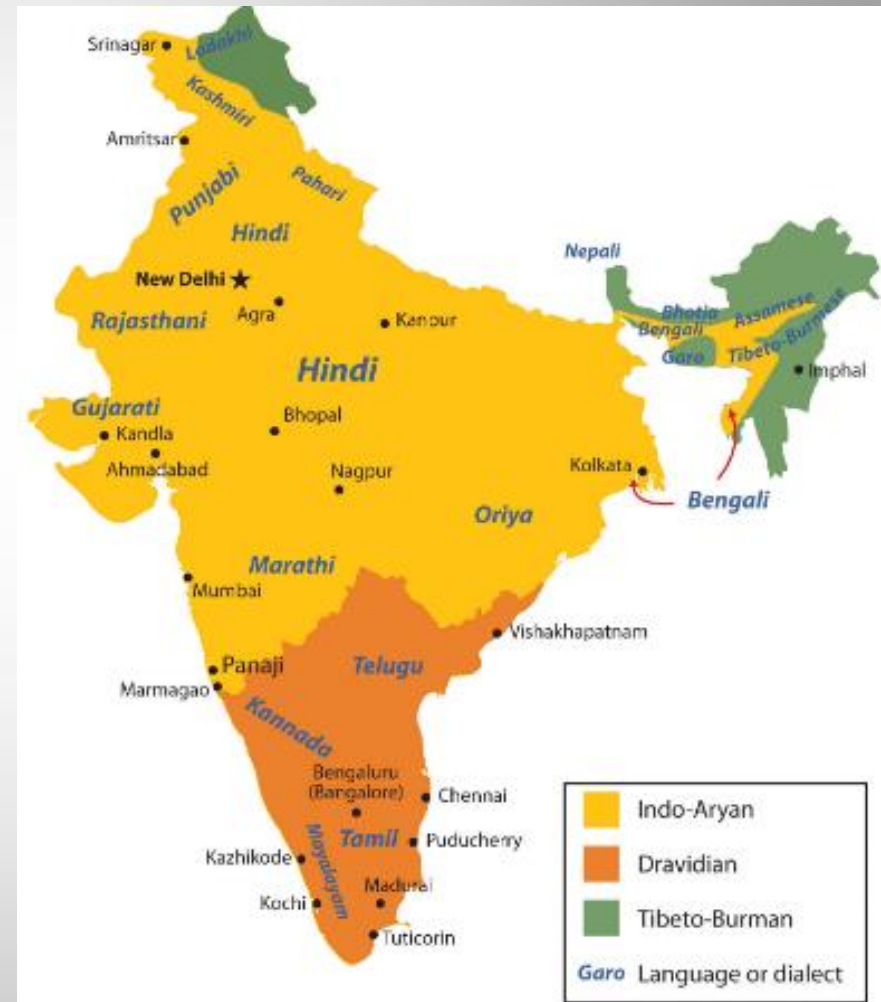 Srinagar
Ladakhi
Kashmiri
Amritsar
Pahari
Punjabi
Hindi
Nepali
New Delhi
Agra
Rajasthani
Kanpur
Bhotia
Assamese
Bengali
Garo
Tibeto-Burmese
Imphal
Hindi
Gujarati
Kandla
Bhopal
Ahmadabad
Nagpur
Kolkata
Bengali
Oriya
Marathi
Mumbai
Vishakhapatnam
Panaji
Telugu
Marmagao
Kannada
Bengaluru
(Bangalore)
Chennai
Tamil
Puducherry
Kazhikode
Mayalayam
Madurai
Kochi
Tuticorin
Indo-Aryan
Dravidian
Tibeto-Burman
Garo Language or dialect